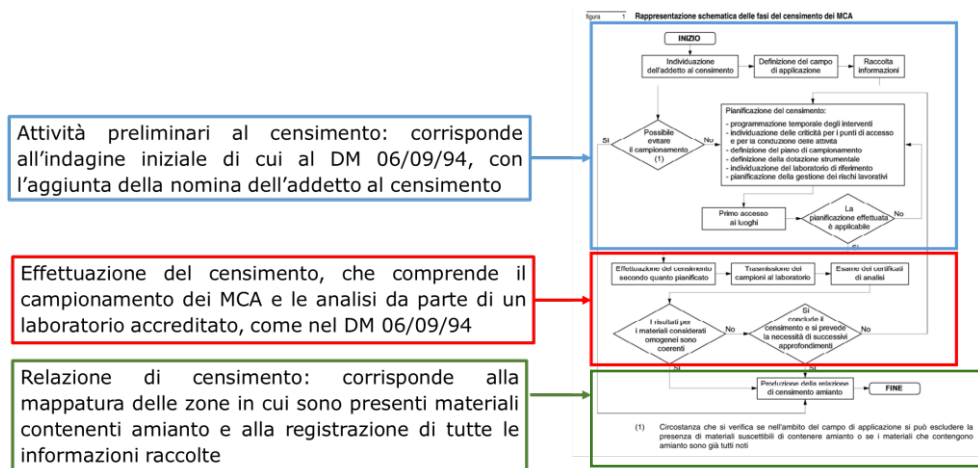 figura 1 Rappresentazione schematica delle fasi del censimento dei MCA
INIZIO
Individuazione
dell'addetto al censimento
Definizione del campo
di applicazione
Raccolta
informazioni
Attività preliminari al censimento: corrisponde
all'indagine iniziale di cui al DM 06/09/94, con
l'aggiunta della nomina dell'addetto al censimento
SI
Possibile
evitare
il campionamento
(1)
No
Pianificazione del censimento:
- programmazione temporale degli interventi
- individuazione delle criticità per i punti di accesso
e per la conduzione delle attività
- definizione del piano di campionamento
- definizione della dotazione strumentale
- individuazione del laboratorio di riferimento
- pianificazione della gestione dei rischi lavorativi
Primo accesso
ai luoghi
La
pianificazione effettuata
è applicabile
No
SI
Effettuazione del censimento, che comprende il
campionamento dei MCA e le analisi da parte di un
laboratorio accreditato, come nel DM 06/09/94
Effettuazione del censimento
secondo quanto pianificato
Trasmissione dei
campioni al laboratorio
Esame dei certificati
di analisi
I risultati per
i materiali considerati
omogenei sono
coerenti
No
Si
conclude il
censimento e si prevede
la necessità di successivi
approfondimenti
No
SI
SI
Relazione di censimento: corrisponde alla
mappatura delle zone in cui sono presenti materiali
contenenti amianto e alla registrazione di tutte le
informazioni raccolte
Produzione della relazione
di censimento amianto
FINE
(1) Circostanza che si verifica se nell'ambito del campo di applicazione si può escludere la
presenza di materiali suscettibili di contenere amianto o se i materiali che contengono
amianto sono già tutti noti